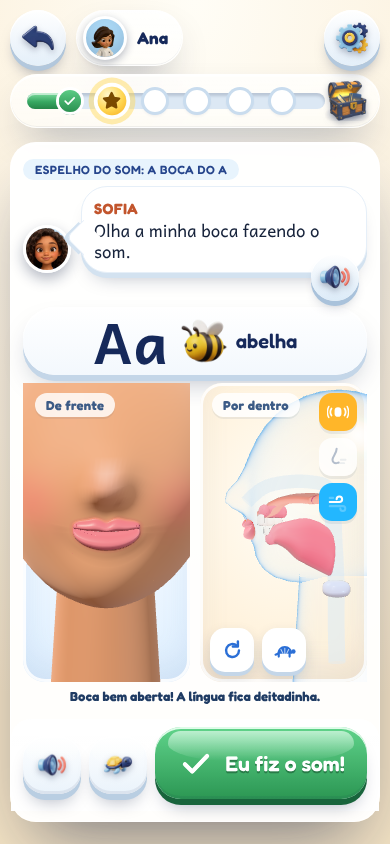 Ana
ESPELHO DO SOM: A BOCA DO A
SOFIA
Olha a minha boca fazendo o
som.
Aa abelha
De frente
Por dentro
Boca bem aberta! A língua fica deitadinha.
Eu fiz o som!